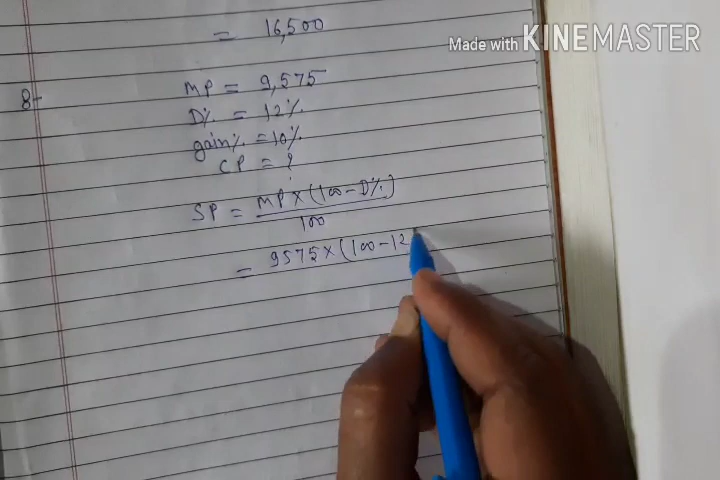 = 16,500
Made with KINEMASTER
8- MP = 9,575
D% = 12%
gain% = 10%
CP = ?
SP = MP × (100 - D%)
100
= 9575 × (100 - 12